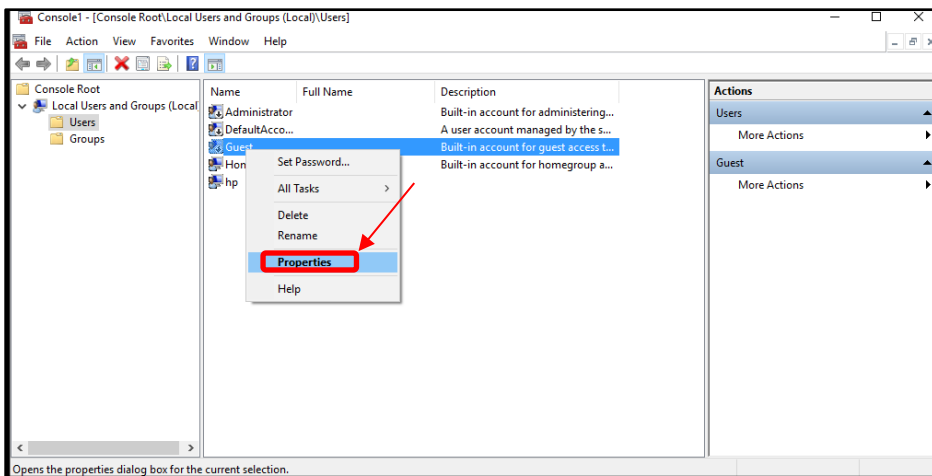 Console1 - [Console Root\Local Users and Groups (Local)\Users]
File Action View Favorites Window Help
Console Root
Local Users and Groups (Local
Users
Groups
Name Full Name Description
Administrator Built-in account for administering...
DefaultAcco... A user account managed by the s...
Guest Built-in account for guest access t...
Hon Built-in account for homegroup a...
hp
Set Password...
All Tasks
Delete
Rename
Properties
Help
Actions
Users
More Actions
Guest
More Actions
Opens the properties dialog box for the current selection.